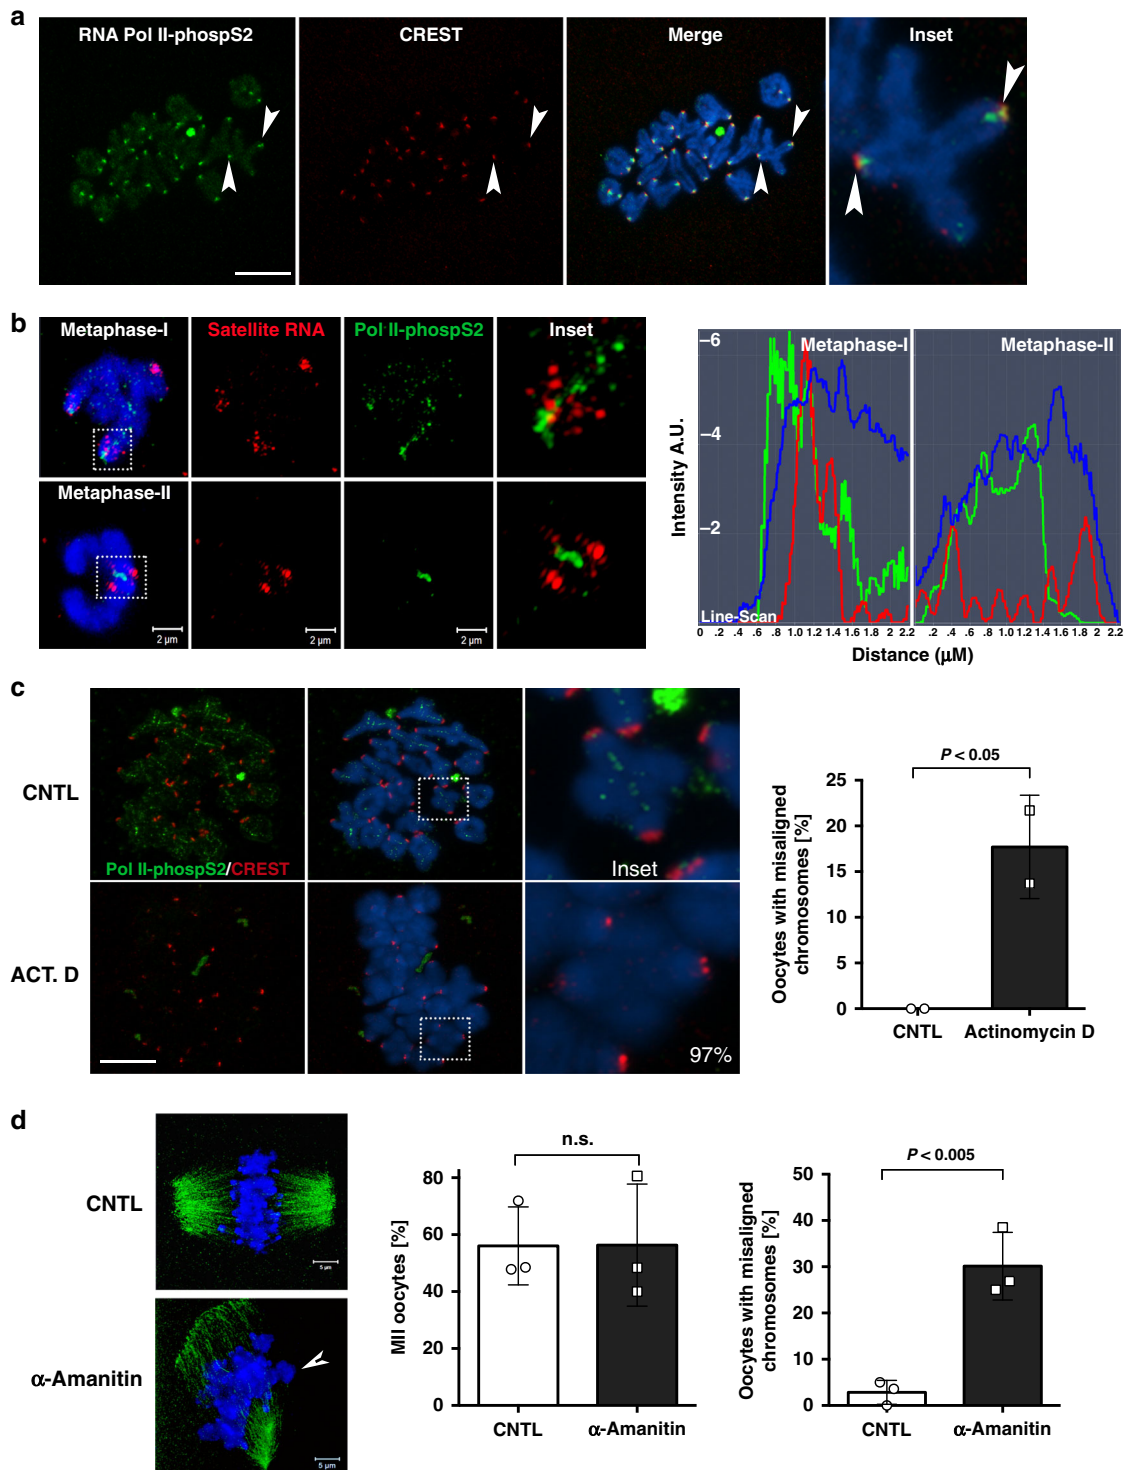 a
RNA Pol II-phospS2
CREST
Merge
Inset
b
Metaphase-I
Satellite RNA
Pol II-phospS2
Inset
Metaphase-II
2 µm
2 µm
2 µm
Metaphase-I
Metaphase-II
–6
–4
–2
Intensity A.U.
Line-Scan
0 .2 .4 .6 .8 1.0 1.2 1.4 1.6 1.8 2.2
.2 .4 .6 .8 1.0 1.2 1.4 1.6 1.8 2.2
Distance (µM)
c
CNTL
Pol II-phospS2/CREST
Inset
ACT. D
97%
P < 0.05
25
20
15
10
5
0
Oocytes with misaligned
chromosomes [%]
CNTL
Actinomycin D
d
CNTL
5 µm
α-Amanitin
5 µm
n.s.
80
60
40
20
0
MII oocytes [%]
CNTL
α-Amanitin
P < 0.005
50
40
30
20
10
0
Oocytes with misaligned
chromosomes [%]
CNTL
α-Amanitin